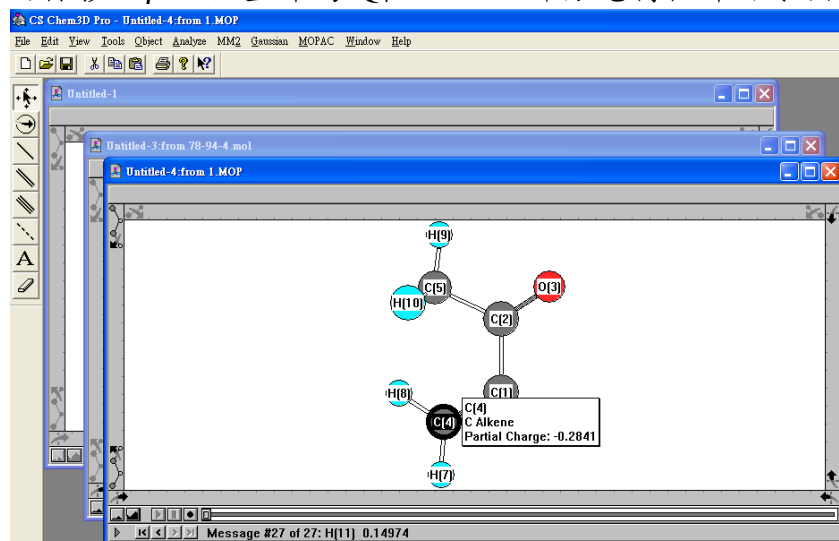 CS Chem3D Pro - Untitled-4:from 1.MOP
File Edit View Tools Object Analyze MM2 Gaussian MOPAC Window Help
Untitled-1
Untitled-3:from 78-94-4.mol
Untitled-4:from 1.MOP
A
H(9)
C(5)
O(3)
H(10)
C(2)
H(8)
C(1)
C(4)
C(4)
C Alkene
Partial Charge: -0.2841
H(7)
Message #27 of 27: H(11) 0.14974